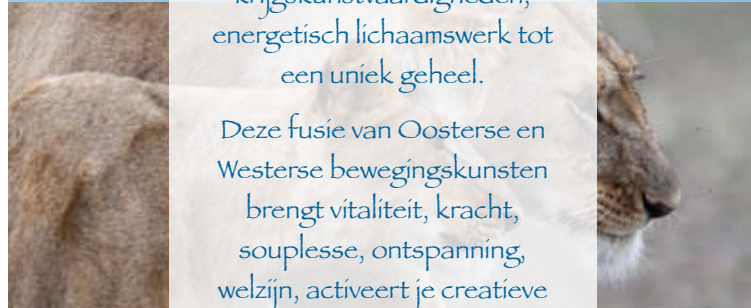 krijgskunstvaardigheden,
energetisch lichaamswerk tot
een uniek geheel.
Deze fusie van Oosterse en
Westerse bewegingskunsten
brengt vitaliteit, kracht,
souplesse, ontspanning,
welzijn, activeert je creatieve